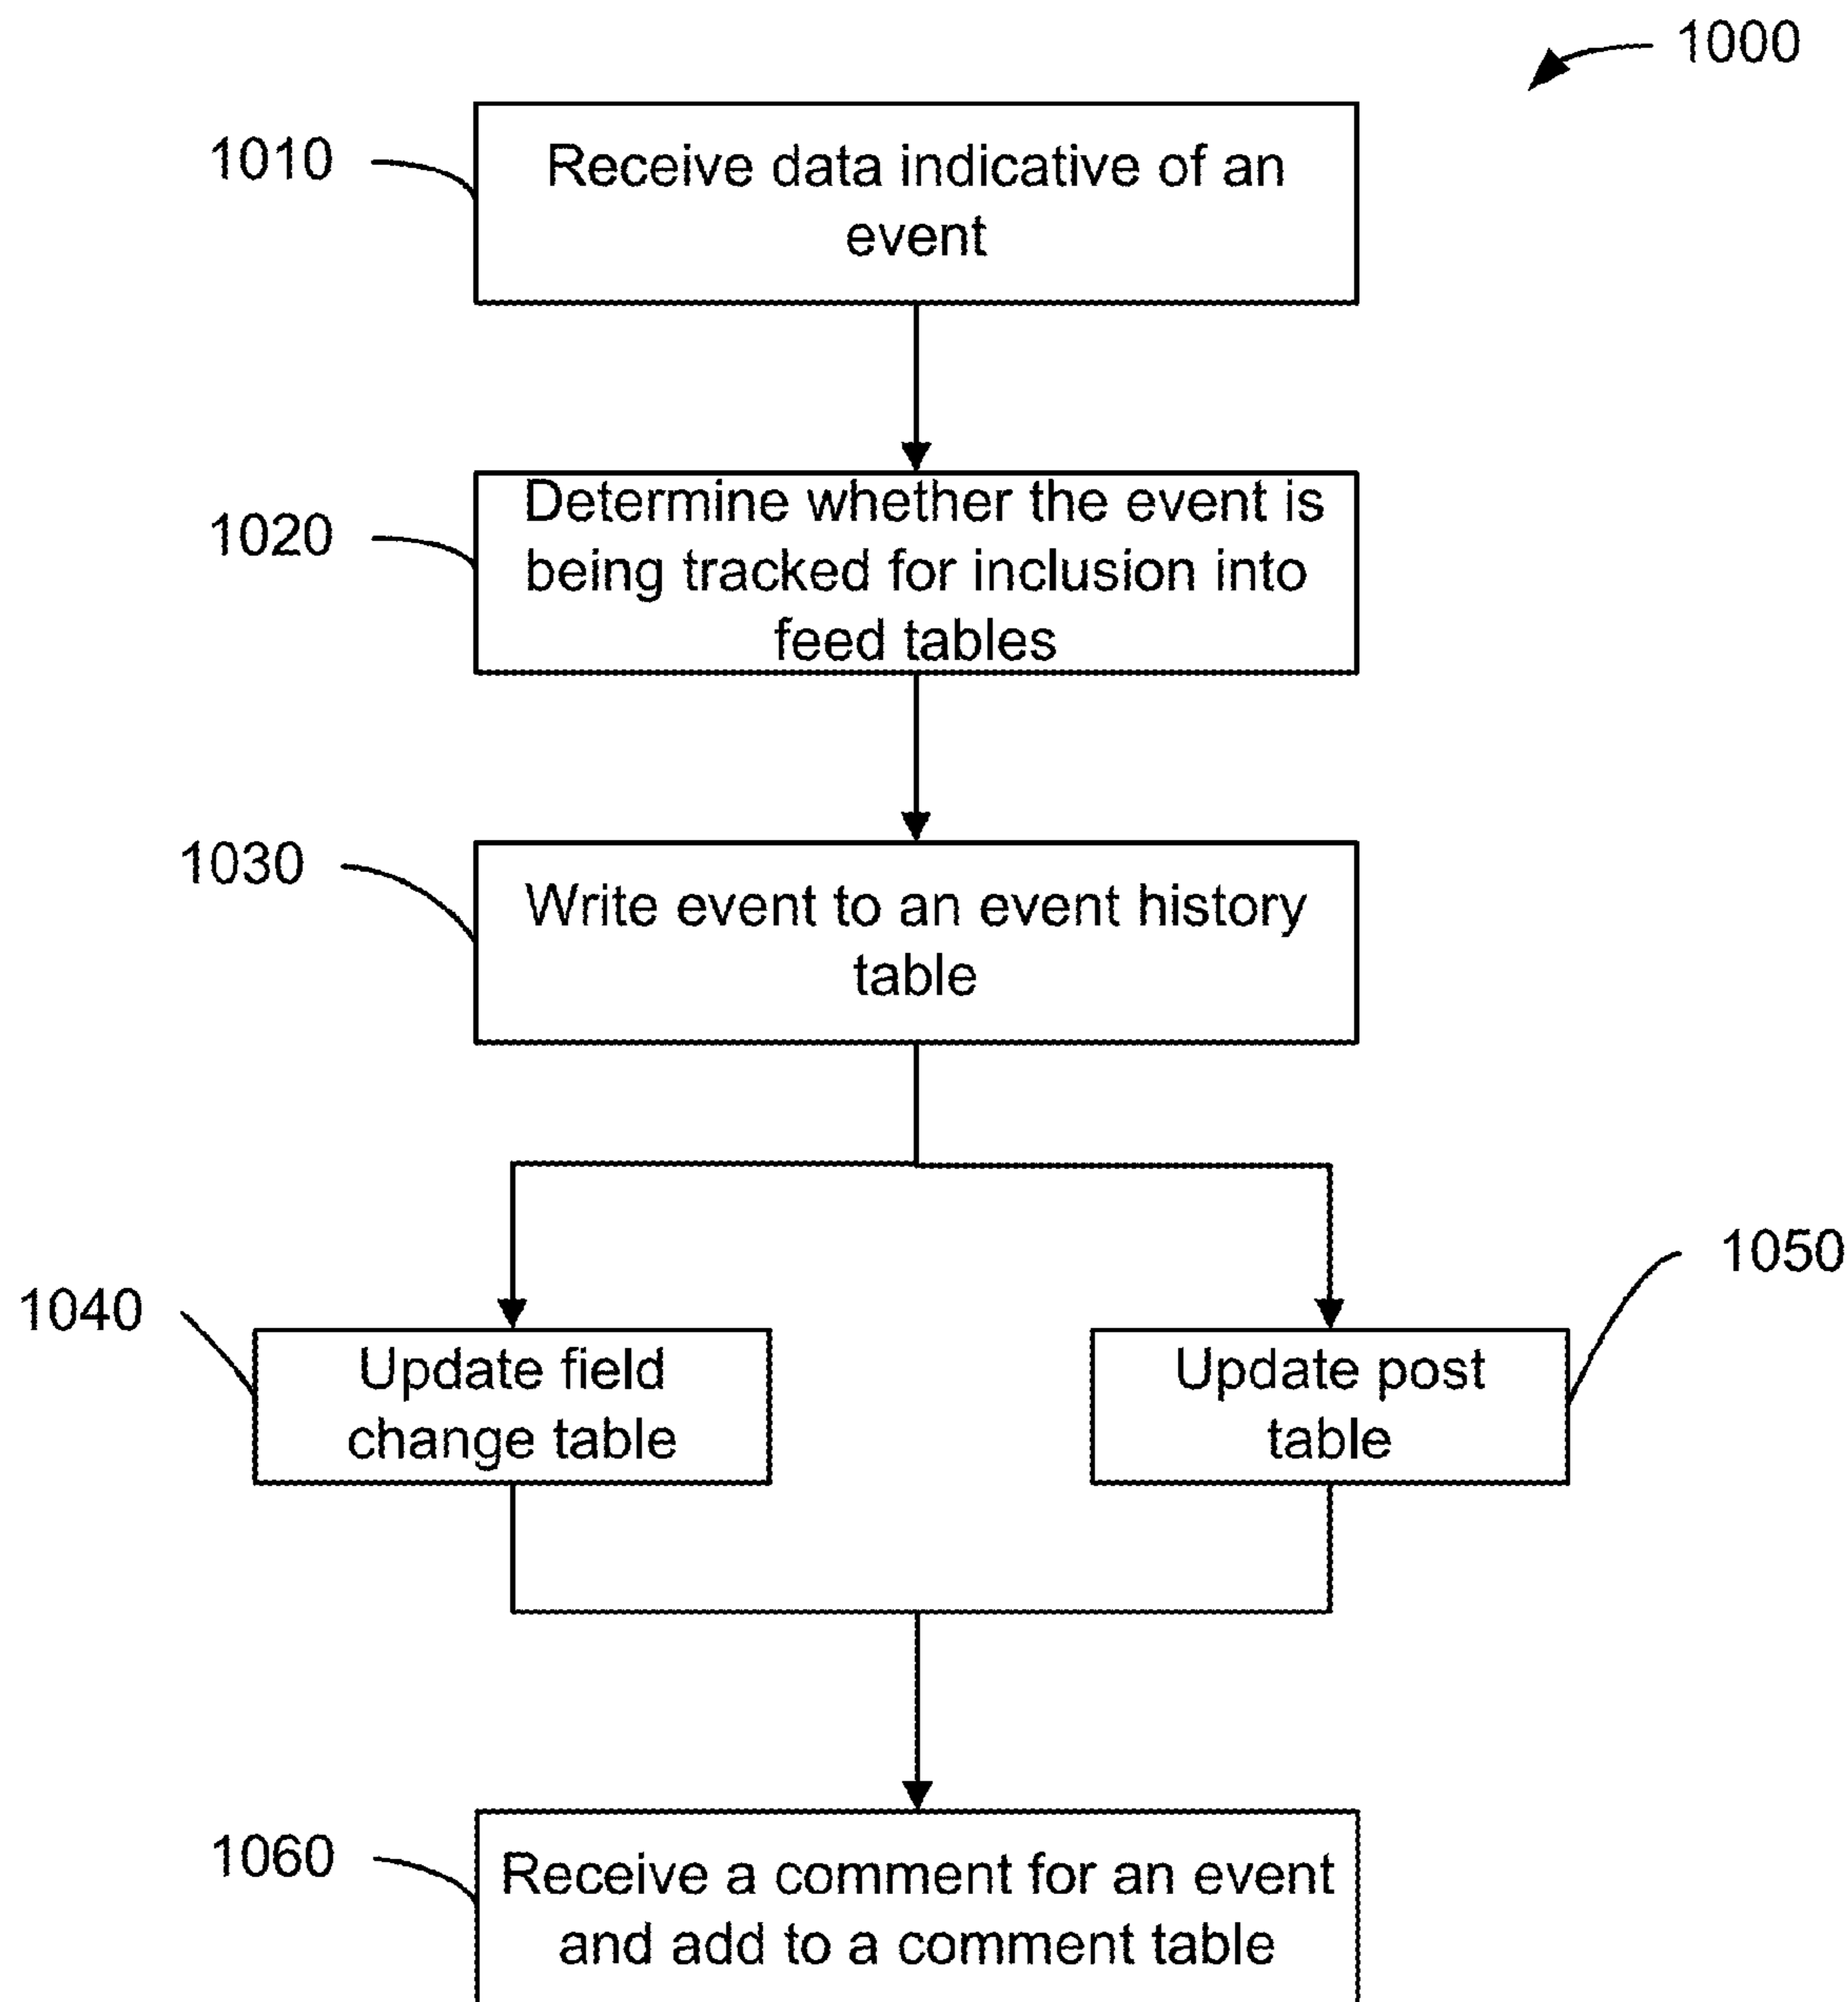 1000
1010
Receive data indicative of an
event
1020
Determine whether the event is
being tracked for inclusion into
feed tables
1030
Write event to an event history
table
1040
Update field
change table
1050
Update post
table
1060
Receive a comment for an event
and add to a comment table